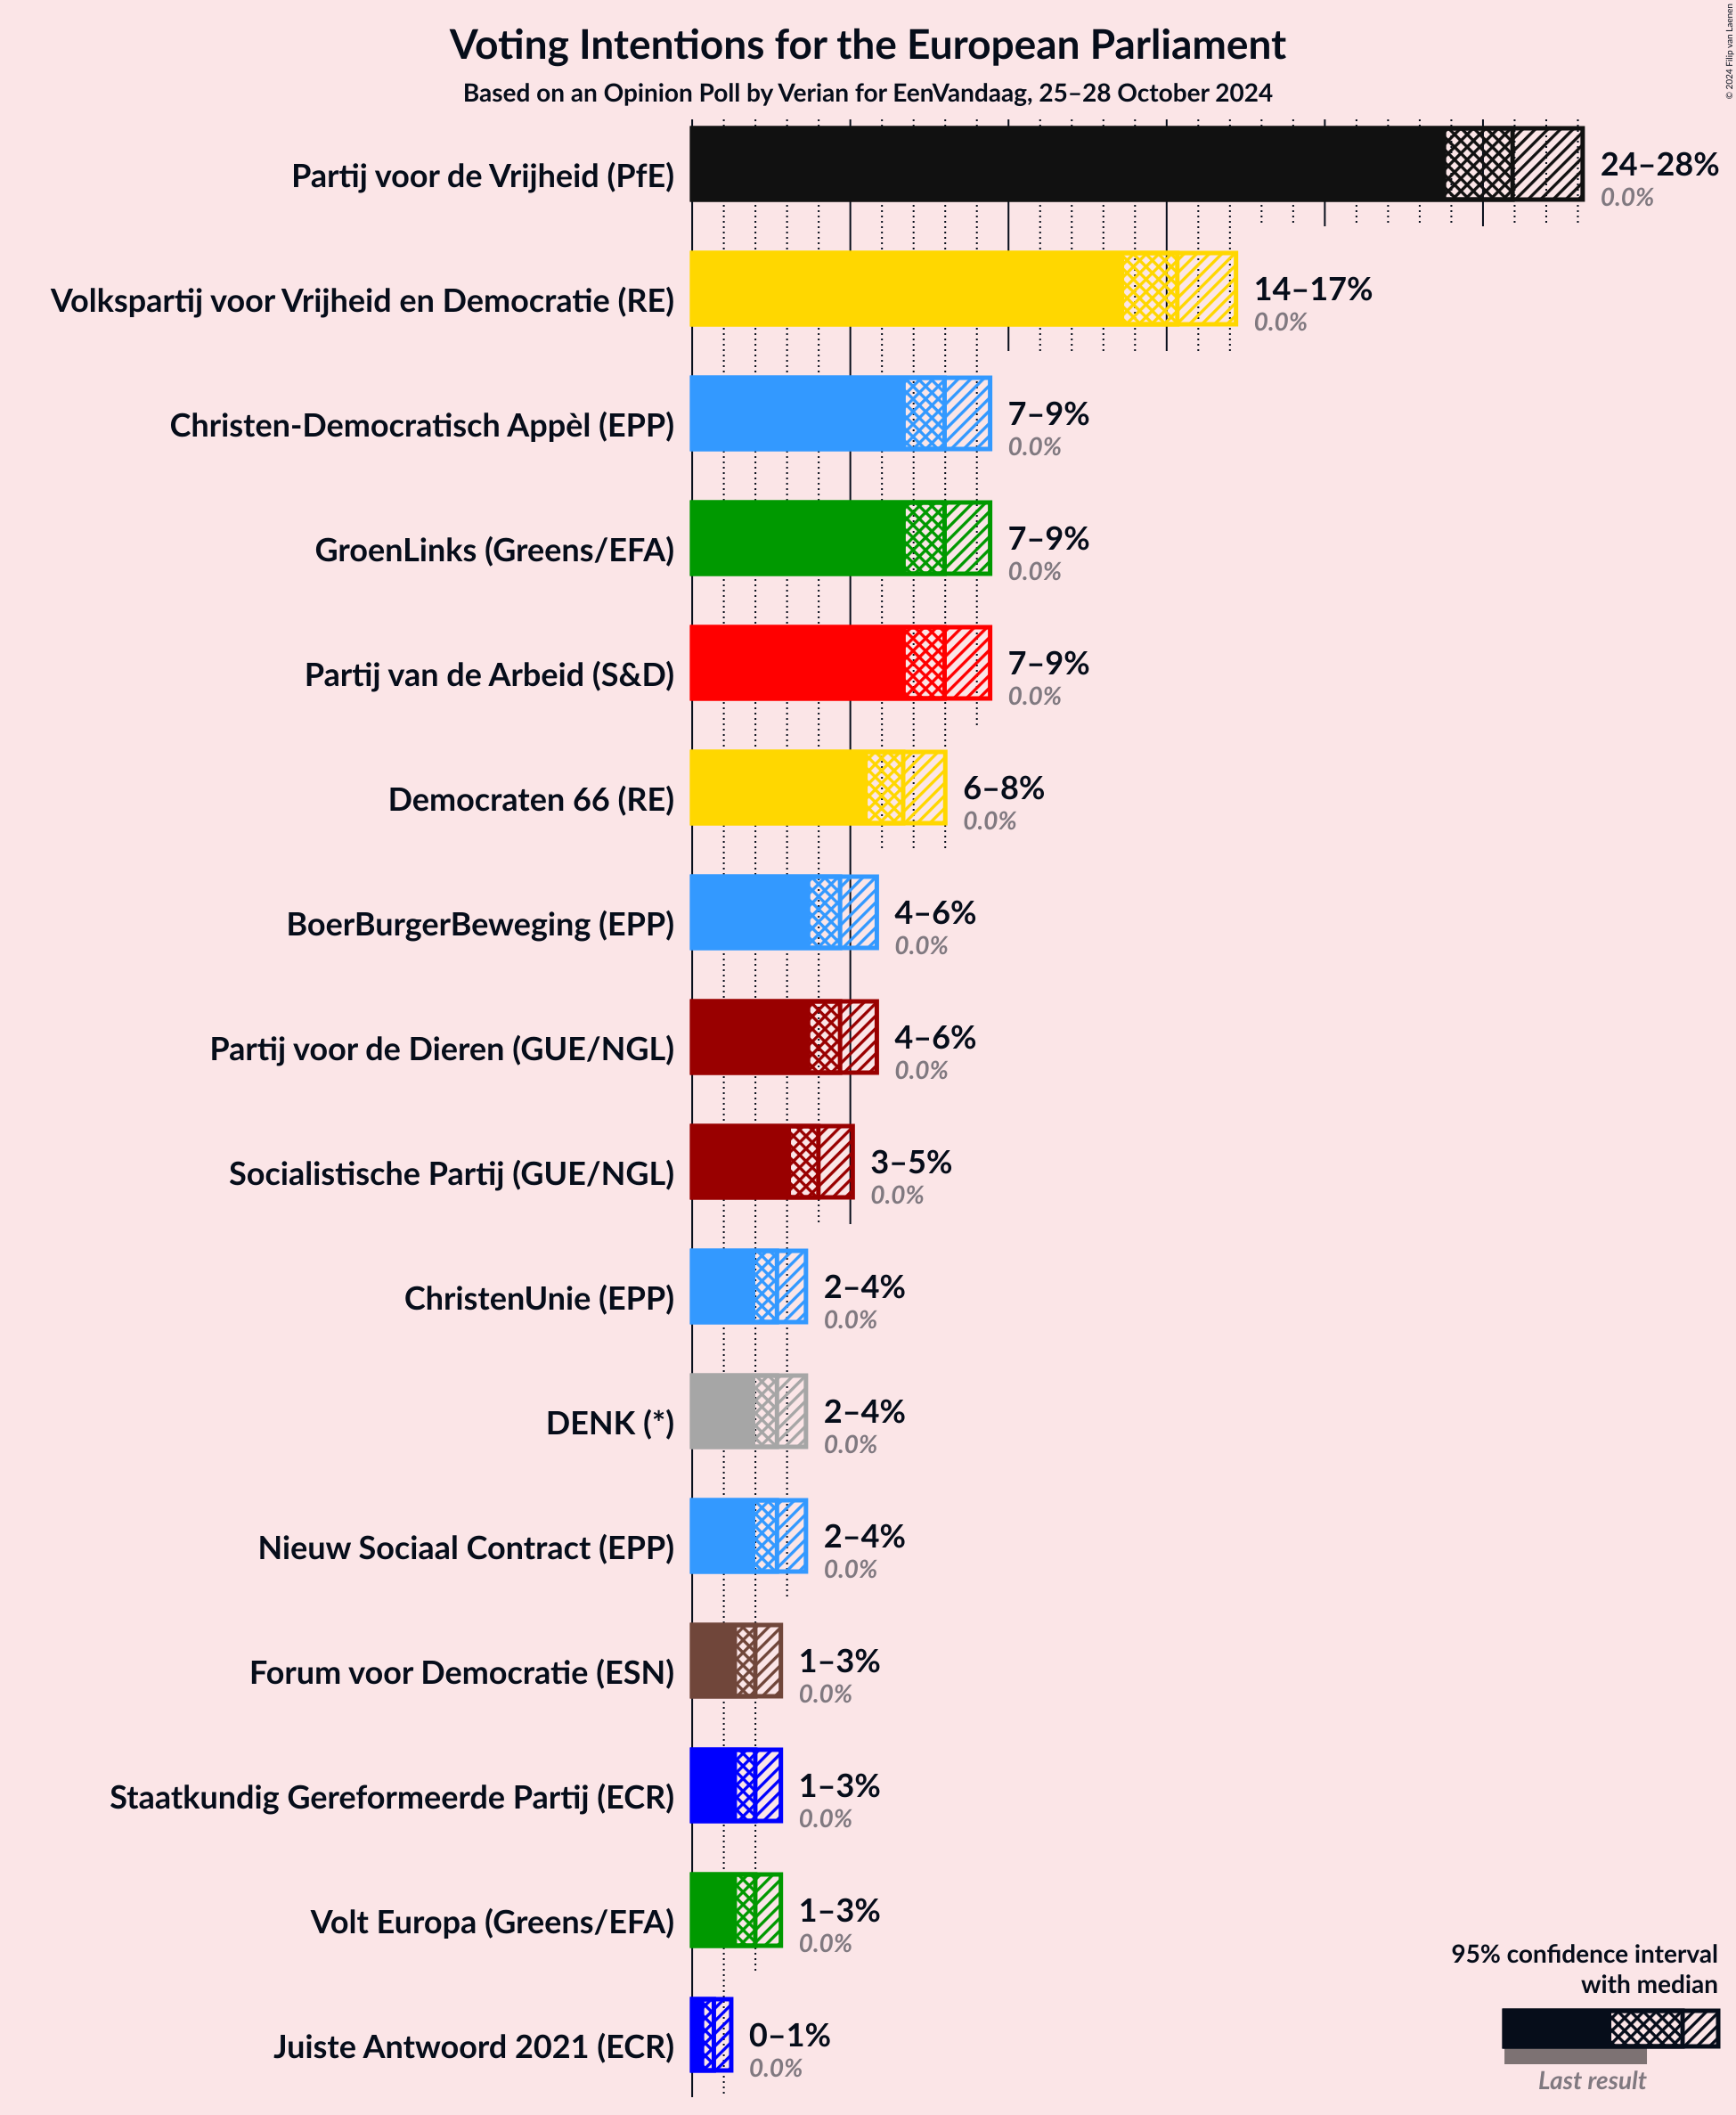 Voting Intentions for the European Parliament
Based on an Opinion Poll by Verian for EenVandaag, 25–28 October 2024
© 2024 Filip van Laenen
Partij voor de Vrijheid (PfE)
24–28%
0.0%
Volkspartij voor Vrijheid en Democratie (RE)
14–17%
0.0%
Christen-Democratisch Appèl (EPP)
7–9%
0.0%
GroenLinks (Greens/EFA)
7–9%
0.0%
Partij van de Arbeid (S&D)
7–9%
0.0%
Democraten 66 (RE)
6–8%
0.0%
BoerBurgerBeweging (EPP)
4–6%
0.0%
Partij voor de Dieren (GUE/NGL)
4–6%
0.0%
Socialistische Partij (GUE/NGL)
3–5%
0.0%
ChristenUnie (EPP)
2–4%
0.0%
DENK (*)
2–4%
0.0%
Nieuw Sociaal Contract (EPP)
2–4%
0.0%
Forum voor Democratie (ESN)
1–3%
0.0%
Staatkundig Gereformeerde Partij (ECR)
1–3%
0.0%
Volt Europa (Greens/EFA)
1–3%
0.0%
Juiste Antwoord 2021 (ECR)
0–1%
0.0%
95% confidence interval
with median
Last result